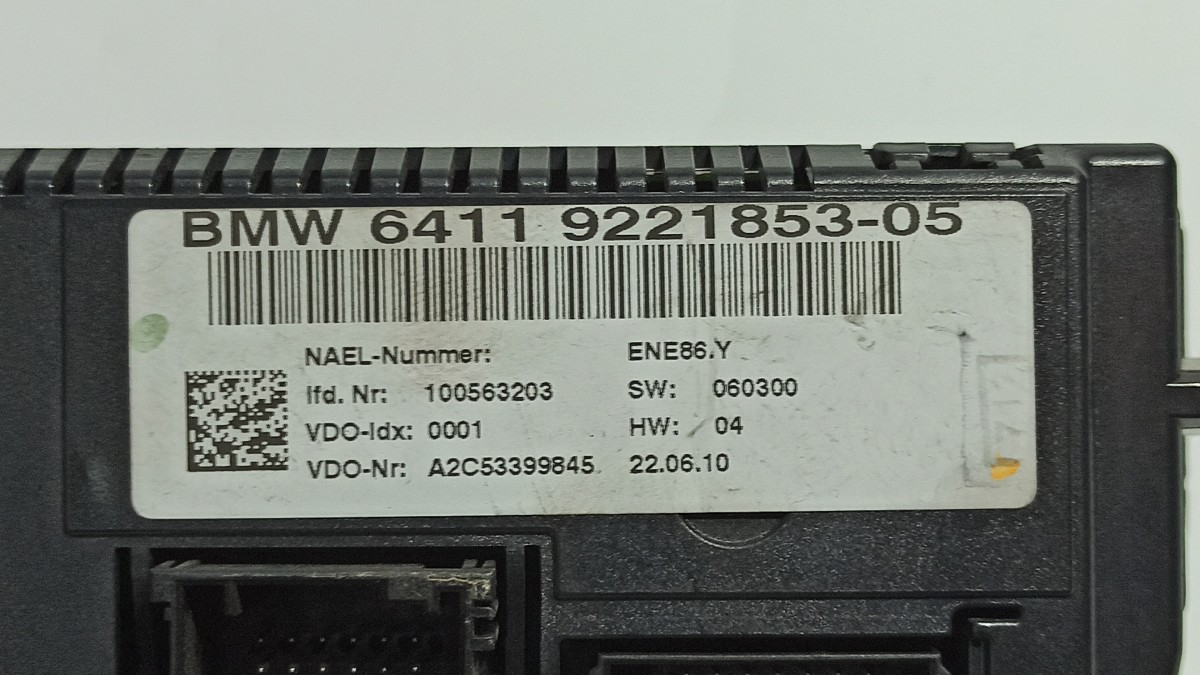 BMW 6411 9221853-05
NAEL-Nummer: ENE86.Y
lfd. Nr: 100563203 SW: 060300
VDO-Idx: 0001 HW: 04
VDO-Nr: A2C53399845 22.06.10